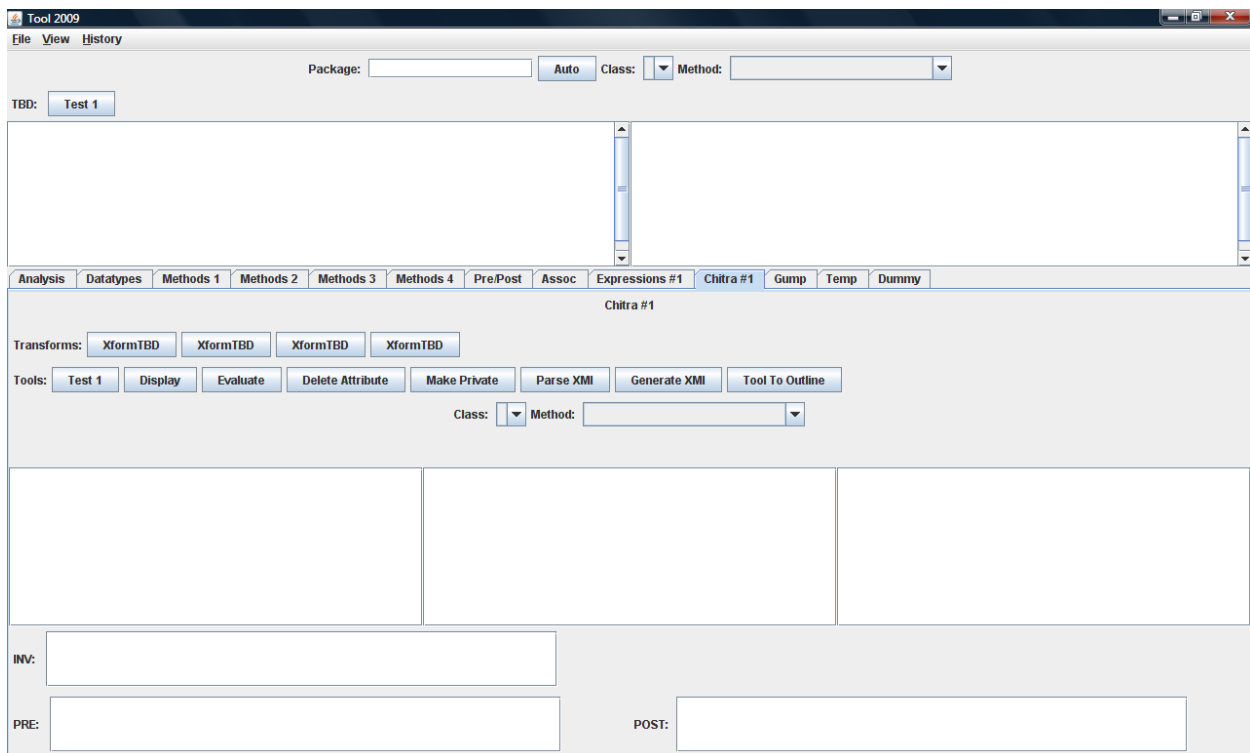 Tool 2009
File View History
Package: Auto Class: Method:
TBD: Test 1
Analysis Datatypes Methods 1 Methods 2 Methods 3 Methods 4 Pre/Post Assoc Expressions #1 Chitra #1 Gump Temp Dummy
Chitra #1
Transforms: XformTBD XformTBD XformTBD XformTBD
Tools: Test 1 Display Evaluate Delete Attribute Make Private Parse XMI Generate XMI Tool To Outline
Class: Method:
INV:
PRE: POST: